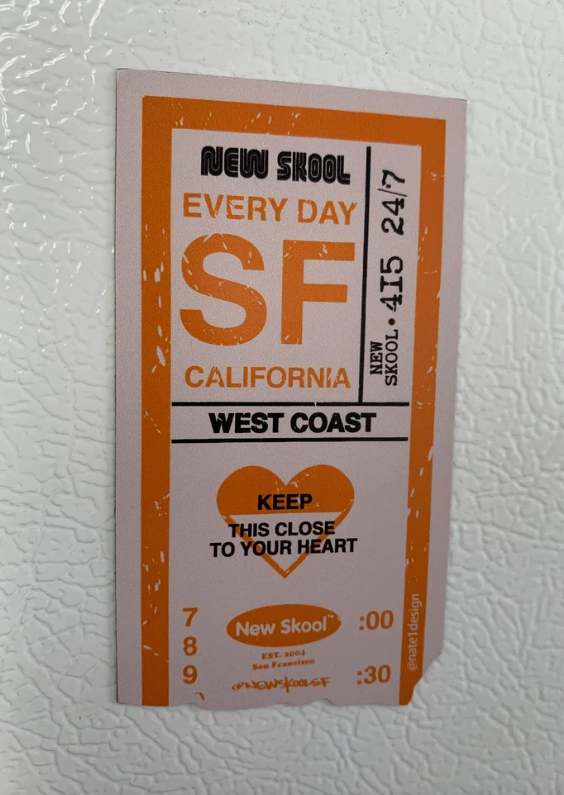 NEW SKOOL
EVERY DAY
SF
CALIFORNIA
NEW
SKOOL • 415 24/7
WEST COAST
KEEP
THIS CLOSE
TO YOUR HEART
7
8
9
New Skool™
EST. 2004
San Francisco
@NEWSKOOLSF
:00
:30
@nate1design